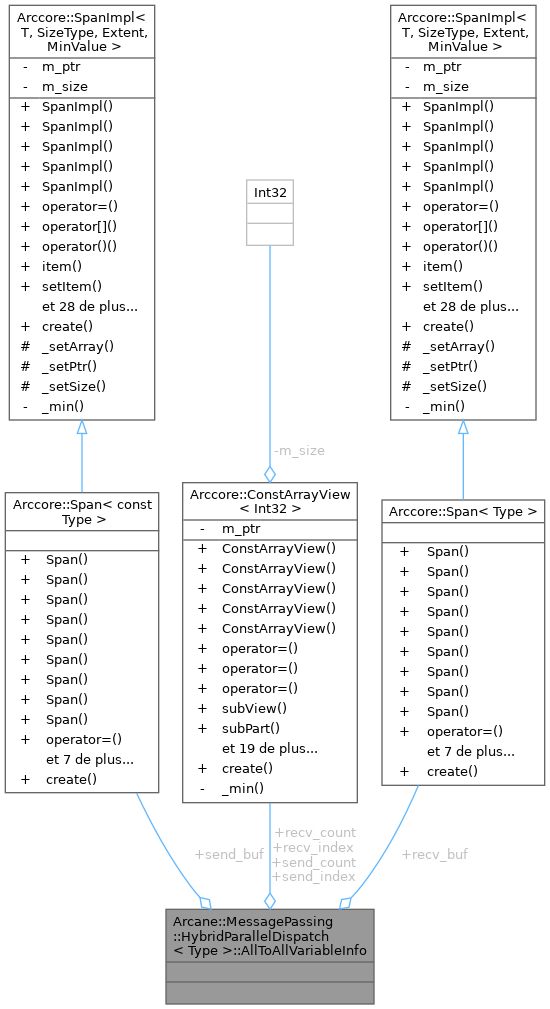 Arccore::SpanImpl<
T, SizeType, Extent,
MinValue >
- m_ptr
- m_size
+ SpanImpl()
+ SpanImpl()
+ SpanImpl()
+ SpanImpl()
+ SpanImpl()
+ operator=()
+ operator[]()
+ operator()()
+ item()
+ setItem()
et 28 de plus...
+ create()
# _setArray()
# _setPtr()
# _setSize()
- _min()
Int32
Arccore::SpanImpl<
T, SizeType, Extent,
MinValue >
- m_ptr
- m_size
+ SpanImpl()
+ SpanImpl()
+ SpanImpl()
+ SpanImpl()
+ SpanImpl()
+ operator=()
+ operator[]()
+ operator()()
+ item()
+ setItem()
et 28 de plus...
+ create()
# _setArray()
# _setPtr()
# _setSize()
- _min()
-m_size
Arccore::Span< const
Type >
+ Span()
+ Span()
+ Span()
+ Span()
+ Span()
+ Span()
+ Span()
+ Span()
+ Span()
+ operator=()
et 7 de plus...
+ create()
Arccore::ConstArrayView
< Int32 >
- m_ptr
+ ConstArrayView()
+ ConstArrayView()
+ ConstArrayView()
+ ConstArrayView()
+ ConstArrayView()
+ operator=()
+ operator=()
+ operator=()
+ subView()
+ subPart()
et 19 de plus...
+ create()
- _min()
Arccore::Span< Type >
+ Span()
+ Span()
+ Span()
+ Span()
+ Span()
+ Span()
+ Span()
+ Span()
+ Span()
+ operator=()
et 7 de plus...
+ create()
+send_buf
+recv_count
+recv_index
+send_count
+send_index
+recv_buf
Arcane::MessagePassing
::HybridParallelDispatch
< Type >::AllToAllVariableInfo